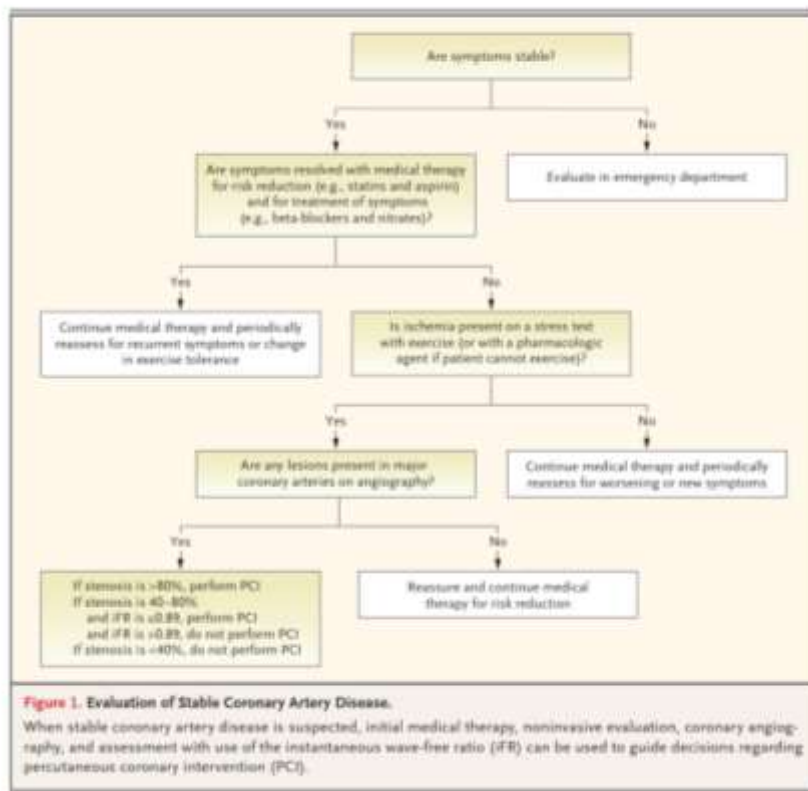 Are symptoms stable?
Yes
No
Are symptoms resolved with medical therapy
for risk reduction (e.g., statins and aspirin)
and for treatment of symptoms
(e.g., beta-blockers and nitrates)?
Evaluate in emergency department
Yes
No
Continue medical therapy and periodically
reassess for recurrent symptoms or change
in exercise tolerance
Is ischemia present on a stress test
with exercise (or with a pharmacologic
agent if patient cannot exercise)?
Yes
No
Are any lesions present in major
coronary arteries on angiography?
Continue medical therapy and periodically
reassess for worsening or new symptoms
Yes
No
If stenosis is >80%, perform PCI
If stenosis is 40–80%
and iFR is ≤0.89, perform PCI
and iFR is >0.89, do not perform PCI
If stenosis is <40%, do not perform PCI
Reassure and continue medical
therapy for risk reduction
Figure 1. Evaluation of Stable Coronary Artery Disease.
When stable coronary artery disease is suspected, initial medical therapy, noninvasive evaluation, coronary angiog-
raphy, and assessment with use of the instantaneous wave-free ratio (iFR) can be used to guide decisions regarding
percutaneous coronary intervention (PCI).